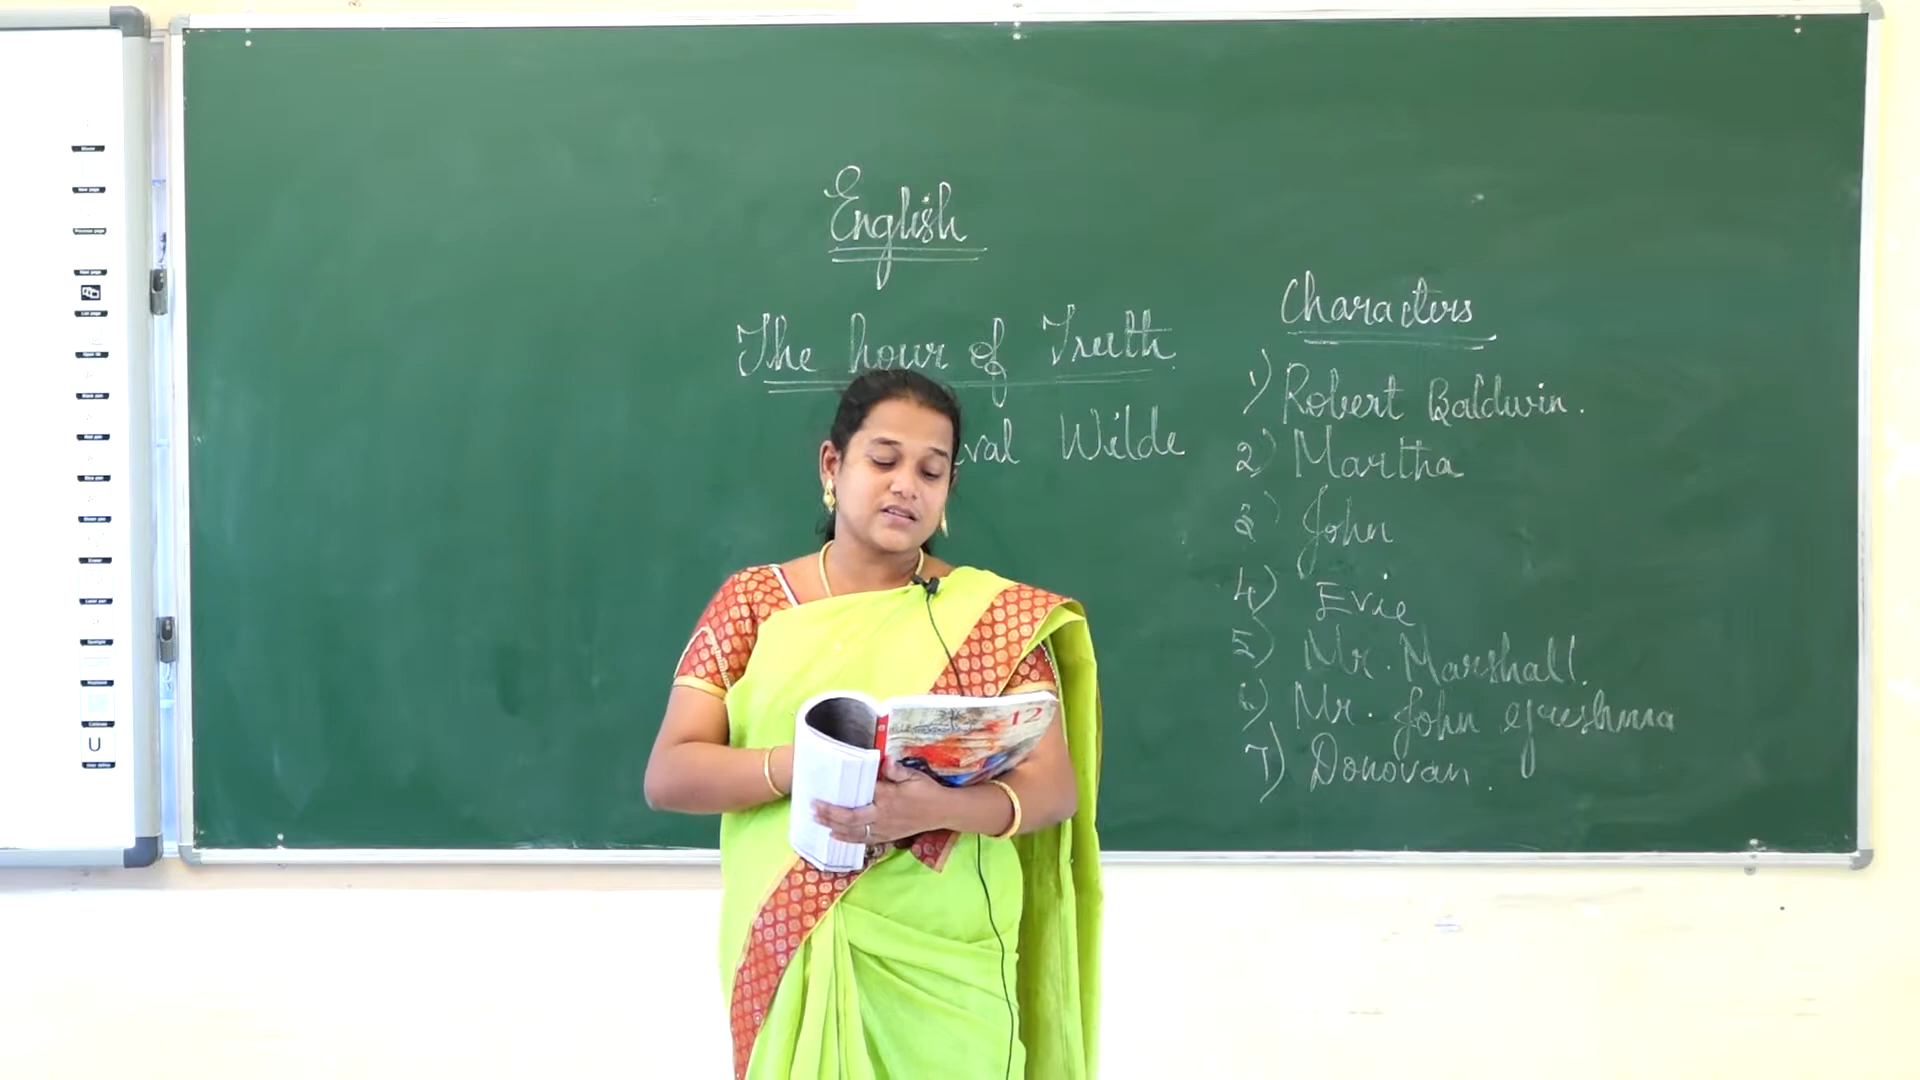 English
The hour of Truth.
val Wilde
Characters
1) Robert Baldwin.
2) Martha
3) John
4) Evie
5) Mr. Marshall.
6) Mr. John
7) Donovan.
12